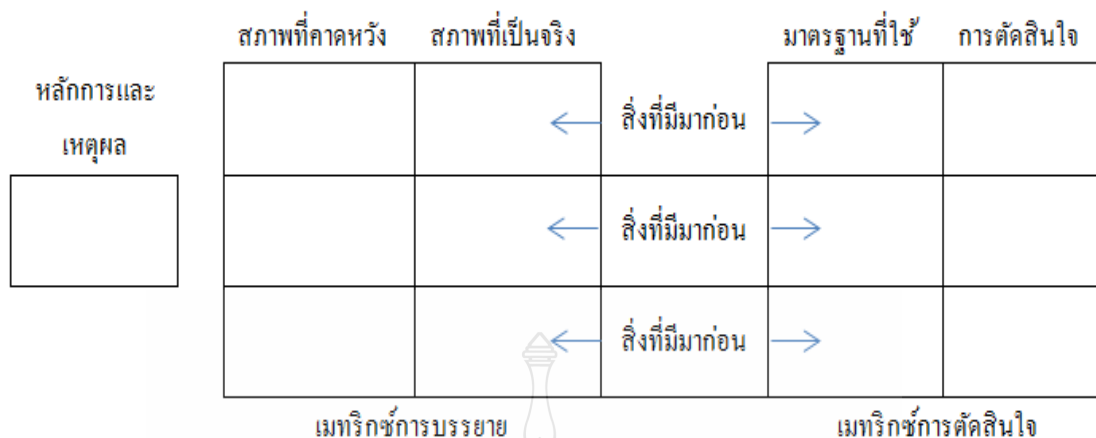 สภาพที่คาดหวัง สภาพที่เป็นจริง มาตรฐานที่ใช้ การตัดสินใจ
หลักการและ
เหตุผล
สิ่งที่มีมาก่อน
สิ่งที่มีมาก่อน
สิ่งที่มีมาก่อน
เมทริกซ์การบรรยาย เมทริกซ์การตัดสินใจ